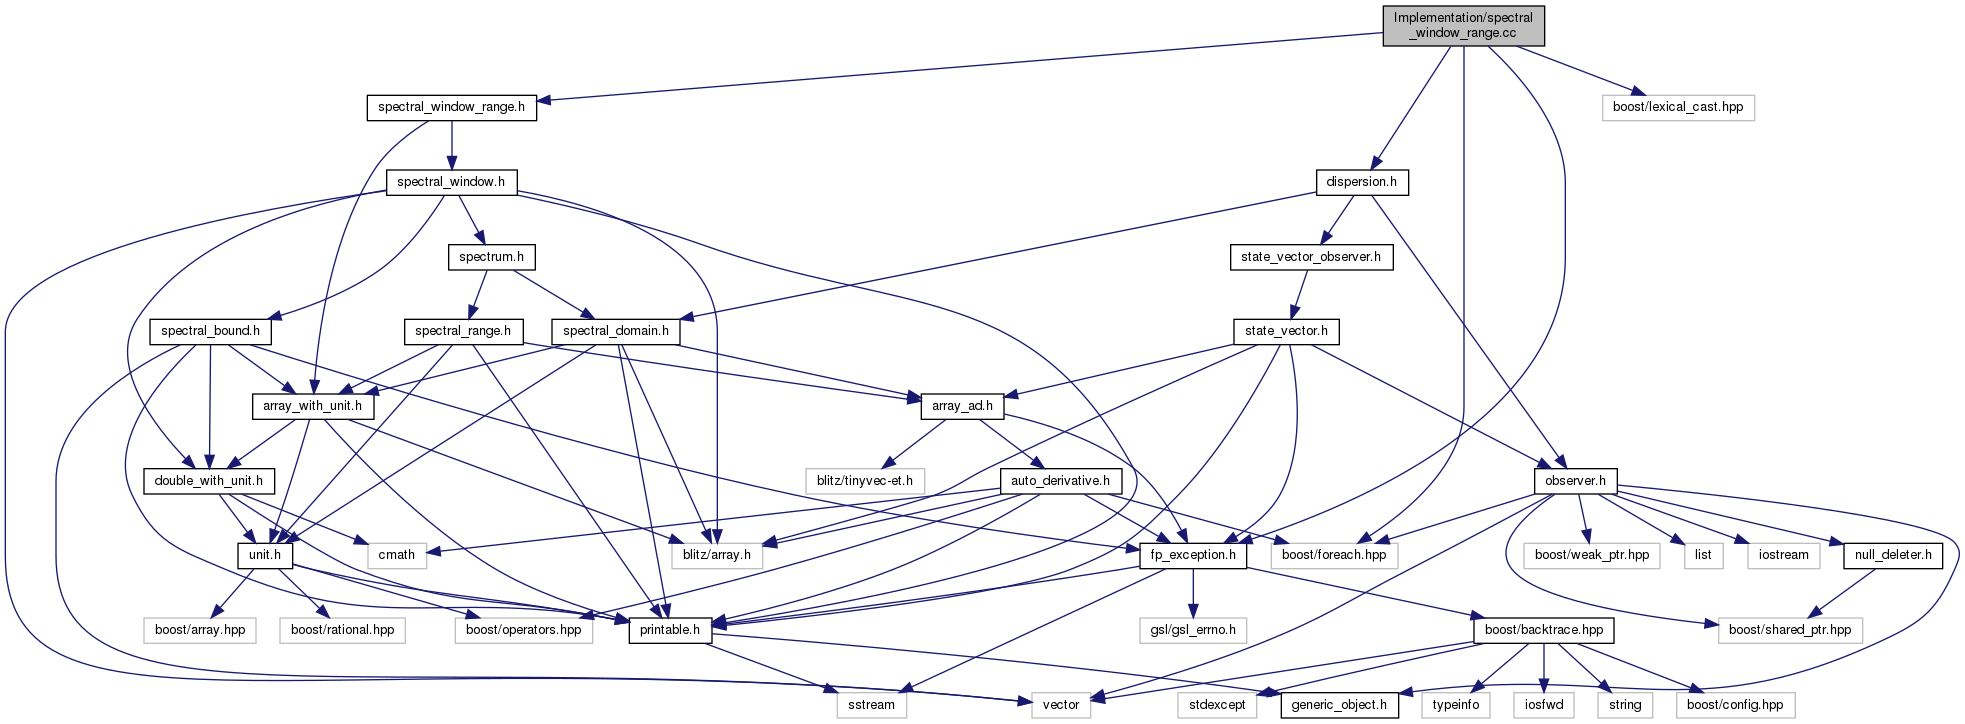 Implementation/spectral
_window_range.cc
spectral_window_range.h
boost/lexical_cast.hpp
spectral_window.h
dispersion.h
spectrum.h
state_vector_observer.h
spectral_bound.h
spectral_range.h
spectral_domain.h
state_vector.h
array_with_unit.h
array_ad.h
double_with_unit.h
blitz/tinyvec-et.h
auto_derivative.h
observer.h
unit.h
cmath
blitz/array.h
fp_exception.h
boost/foreach.hpp
boost/weak_ptr.hpp
list
iostream
null_deleter.h
boost/array.hpp
boost/rational.hpp
boost/operators.hpp
printable.h
gsl/gsl_errno.h
boost/backtrace.hpp
boost/shared_ptr.hpp
sstream
vector
stdexcept
generic_object.h
typeinfo
iosfwd
string
boost/config.hpp